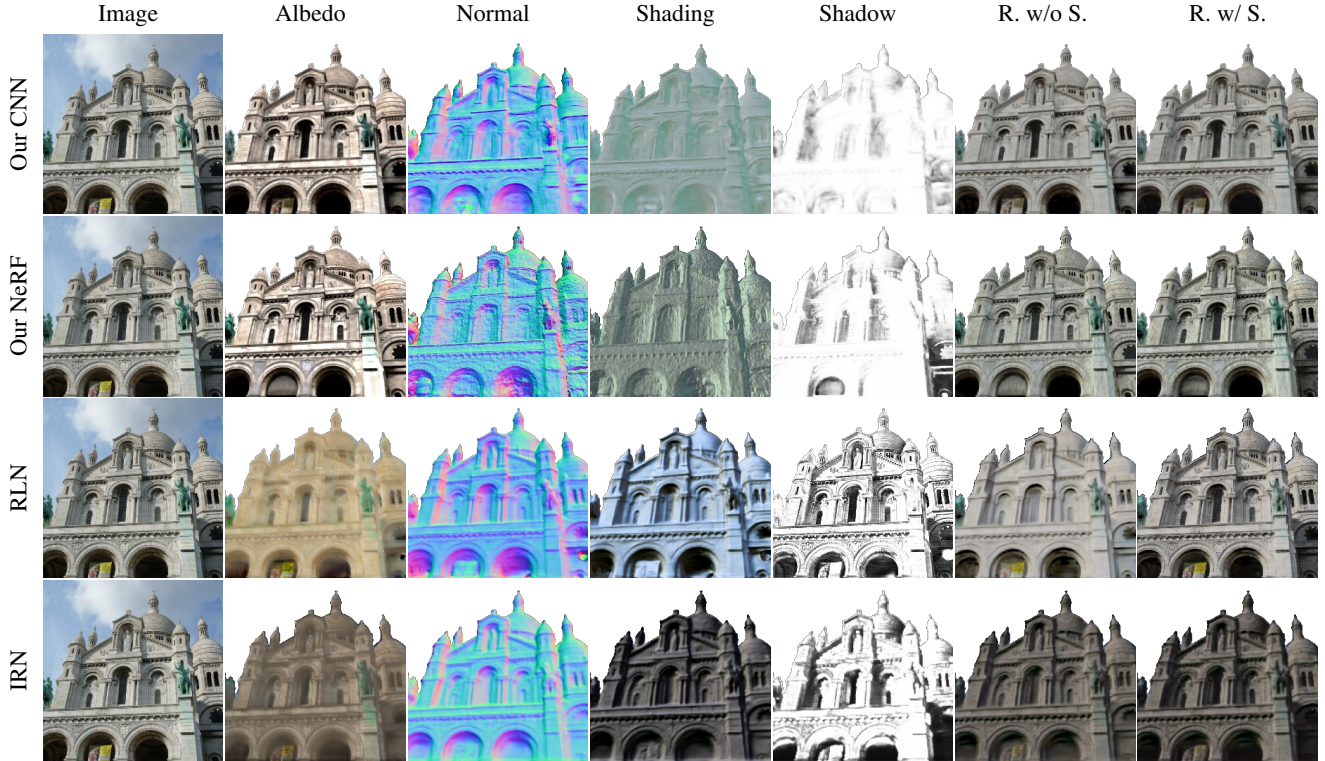 Image Albedo Normal Shading Shadow R. w/o S. R. w/ S.
Our CNN
Our NeRF
RLN
IRN